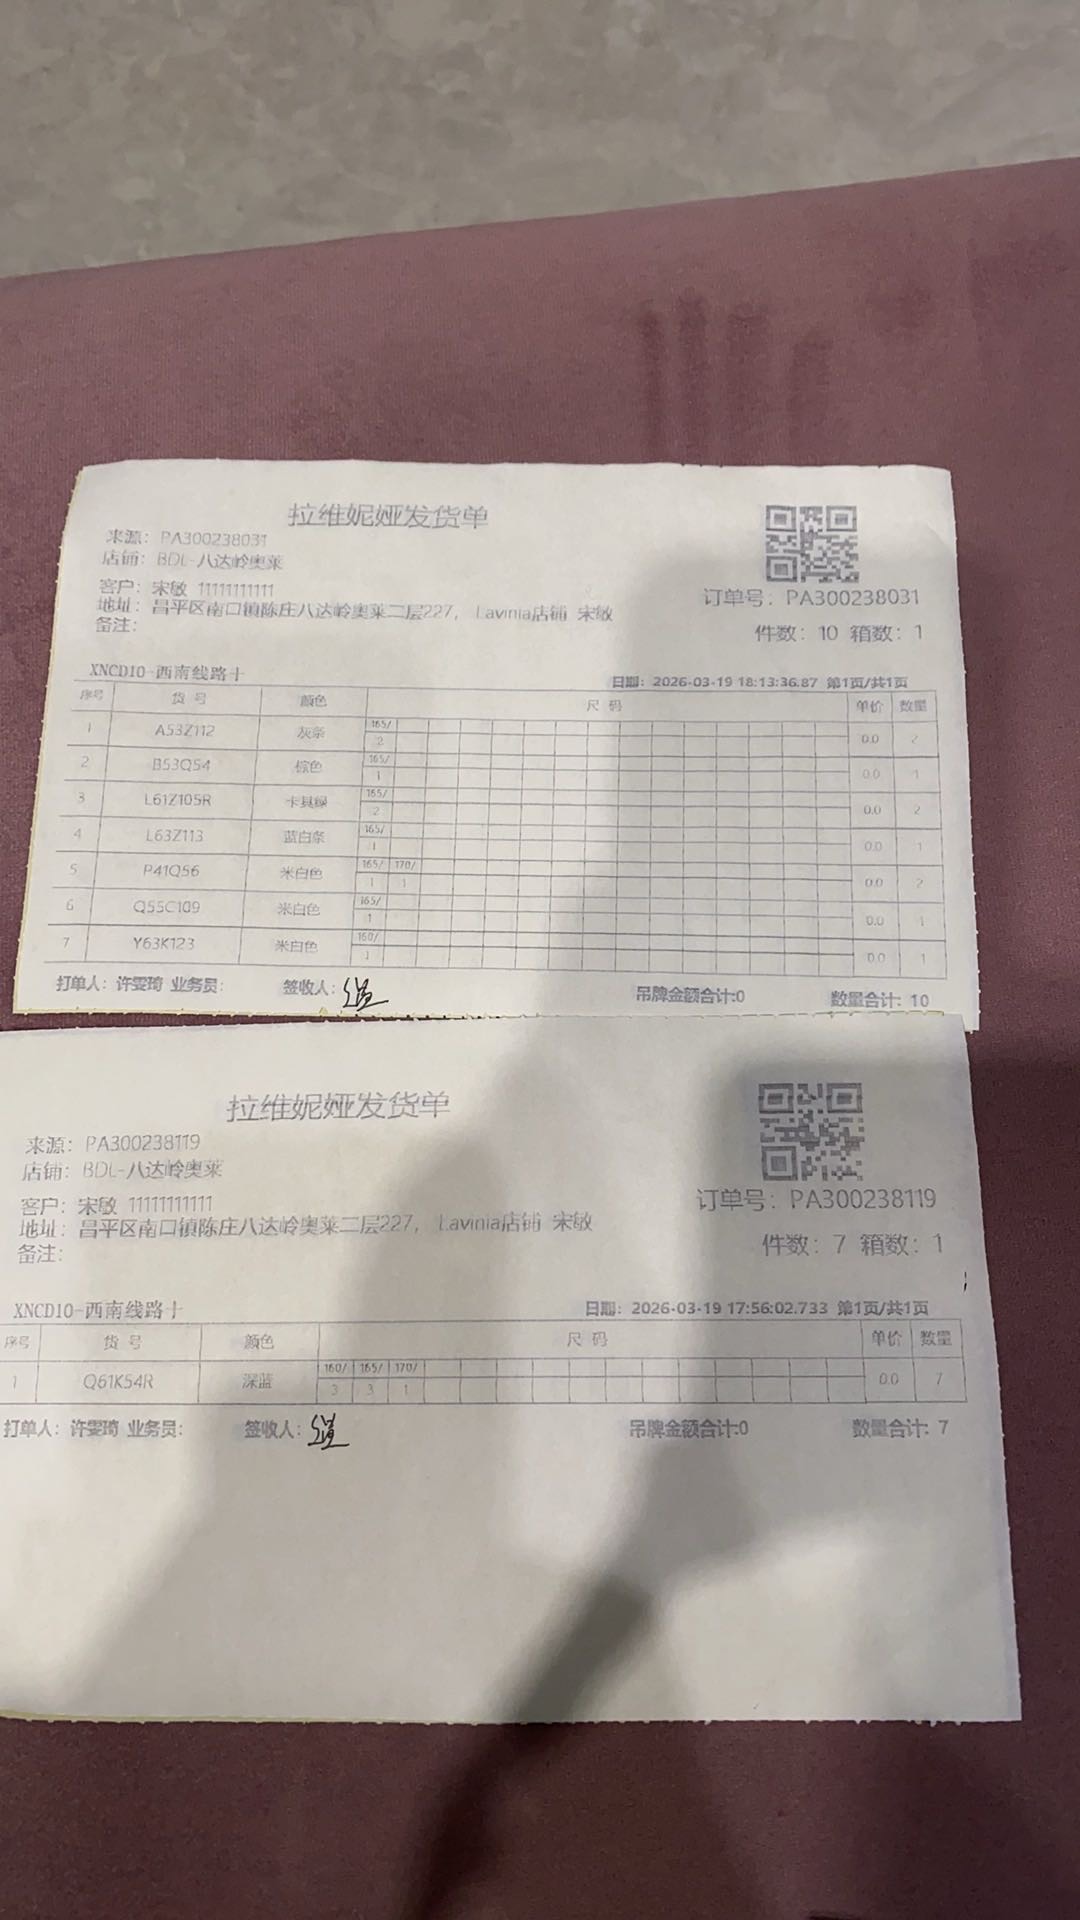 拉维妮娅发货单
来源: PA300238031
店铺: BDL-八达岭奥莱
客户: 宋敏 11111111111
地址: 昌平区南口镇陈庄八达岭奥莱二层227, Lavinia店铺 宋敏
备注:
订单号: PA300238031
件数: 10 箱数: 1
XNCD10-西南线路十
日期: 2026-03-19 18:13:36.87 第1页/共1页
序号 货 号 颜色 尺 码 单价 数量
165/
1 A53Z112 灰条 2 0.0 2
165/
2 B53Q54 棕色 1 0.0 1
165/
3 L61Z105R 卡其绿 2 0.0 2
165/
4 L63Z113 蓝白条 1 0.0 1
165/ 170/
5 P41Q56 米白色 1 1 0.0 2
165/
6 Q55C109 米白色 1 0.0 1
160/
7 Y63K123 米白色 1 0.0 1
打单人: 许雯琦 业务员: 签收人: 吊牌金额合计:0 数量合计: 10
拉维妮娅发货单
来源: PA300238119
店铺: BDL-八达岭奥莱
客户: 宋敏 11111111111
地址: 昌平区南口镇陈庄八达岭奥莱二层227, Lavinia店铺 宋敏
备注:
订单号: PA300238119
件数: 7 箱数: 1
XNCD10-西南线路十
日期: 2026-03-19 17:56:02.733 第1页/共1页
序号 货 号 颜色 尺 码 单价 数量
160/ 165/ 170/
1 Q61K54R 深蓝 3 3 1 0.0 7
打单人: 许雯琦 业务员: 签收人: 吊牌金额合计:0 数量合计: 7